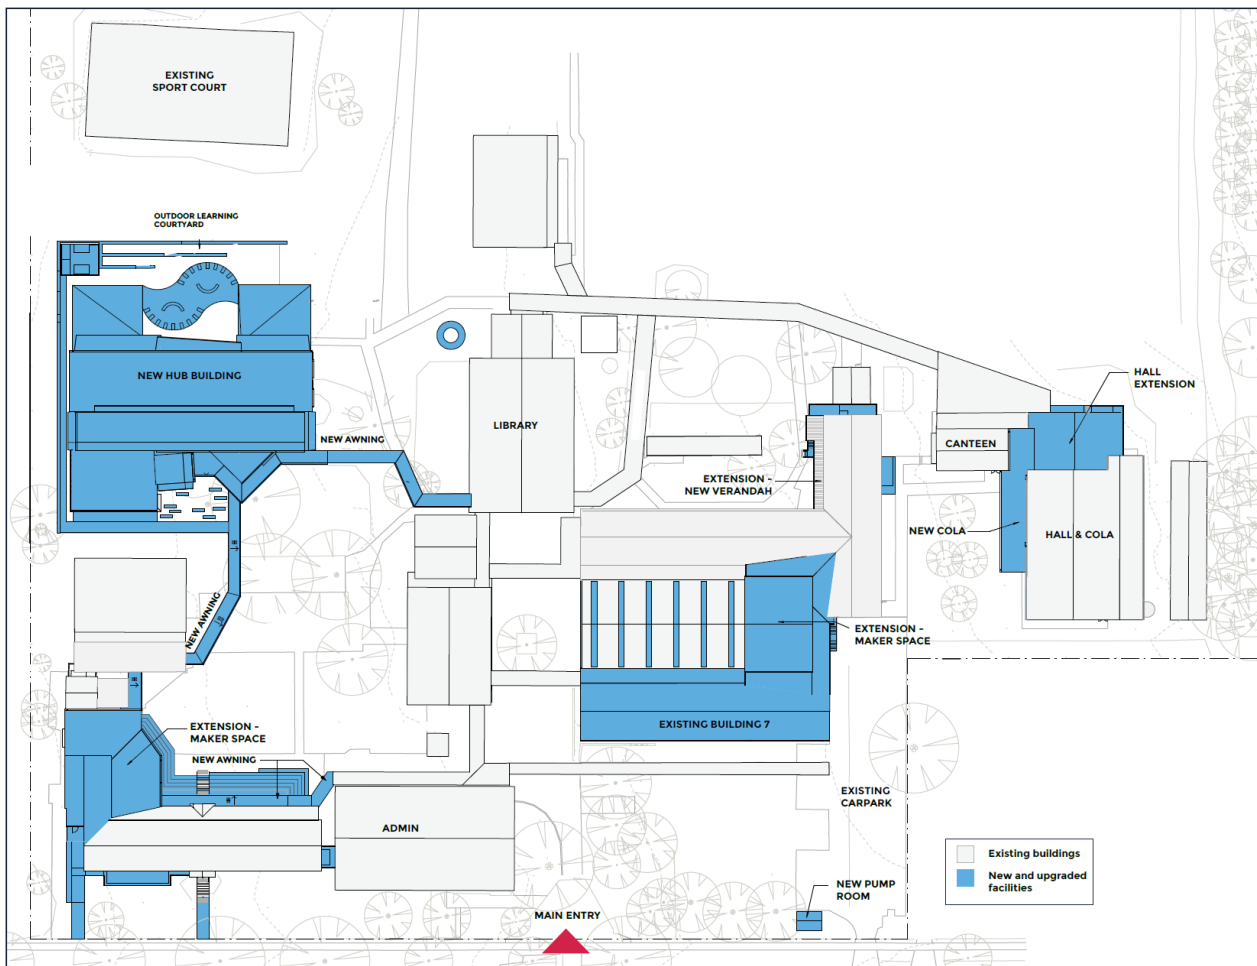 EXISTING
SPORT COURT
OUTDOOR LEARNING
COURTYARD
NEW HUB BUILDING
NEW AWNING
LIBRARY
HALL
EXTENSION
CANTEEN
EXTENSION -
NEW VERANDAH
NEW COLA
HALL & COLA
NEW AWNING
EXTENSION -
MAKER SPACE
EXTENSION -
MAKER SPACE
EXISTING BUILDING 7
NEW AWNING
EXISTING
CARPARK
ADMIN
Existing buildings
New and upgraded
facilities
NEW PUMP
ROOM
MAIN ENTRY